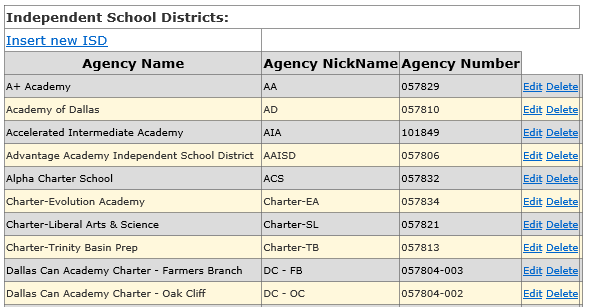 Independent School Districts:
Insert new ISD
Agency Name Agency NickName Agency Number
A+ Academy AA 057829 Edit Delete
Academy of Dallas AD 057810 Edit Delete
Accelerated Intermediate Academy AIA 101849 Edit Delete
Advantage Academy Independent School District AAISD 057806 Edit Delete
Alpha Charter School ACS 057832 Edit Delete
Charter-Evolution Academy Charter-EA 057834 Edit Delete
Charter-Liberal Arts & Science Charter-SL 057821 Edit Delete
Charter-Trinity Basin Prep Charter-TB 057813 Edit Delete
Dallas Can Academy Charter - Farmers Branch DC - FB 057804-003 Edit Delete
Dallas Can Academy Charter - Oak Cliff DC - OC 057804-002 Edit Delete